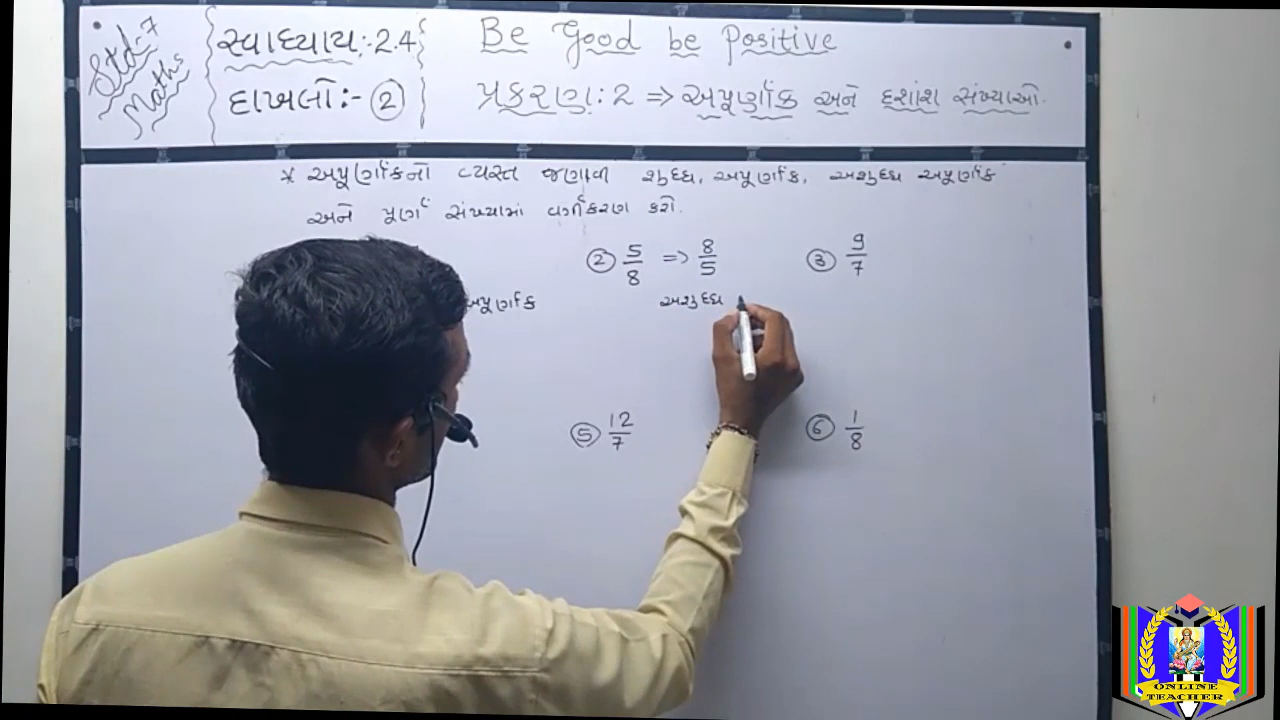 Std-7
Maths
સ્વાધ્યાય:-2.4
દાખલો:- ②
Be Good be Positive
પ્રકરણ:2 ⇒ અપૂર્ણાંક અને દશાંશ સંખ્યાઓ.
* અપૂર્ણાંકનો વ્યસ્ત જણાવી શુધ્ધ, અપૂર્ણાંક, અશુધ્ધ અપૂર્ણાંક
અને પૂર્ણ સંખ્યામાં વર્ગીકરણ કરો.
② 5/8 => 8/5 ③ 9/7
અપૂર્ણાંક અશુધ્ધ
⑤ 12/7 ⑥ 1/8
ONLINE
TEACHER